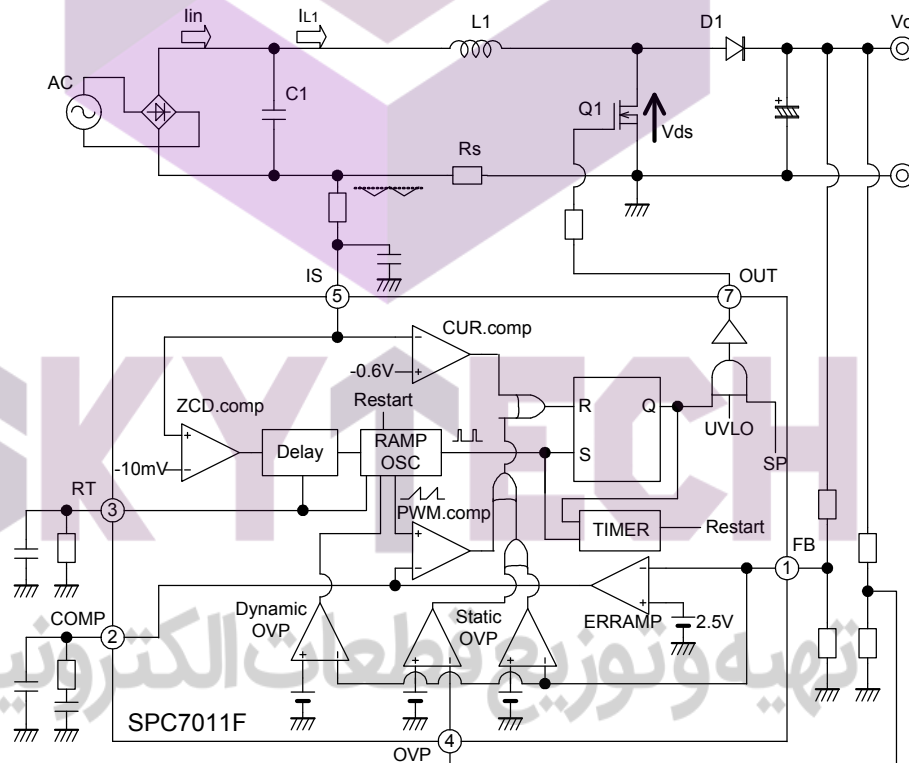 Iin
IL1
L1
D1
AC
C1
Q1
Vds
Rs
IS
5
7
OUT
CUR.comp
-0.6V
Restart
ZCD.comp
R
Q
Delay
RAMP
OSC
UVLO
-10mV
S
SP
RT
3
PWM.comp
TIMER
Restart
FB
1
COMP
2
Dynamic
OVP
Static
OVP
ERRAMP
2.5V
SPC7011F
OVP
4
SKYTECH
تهیه و توزیع قطعات الکترونیک